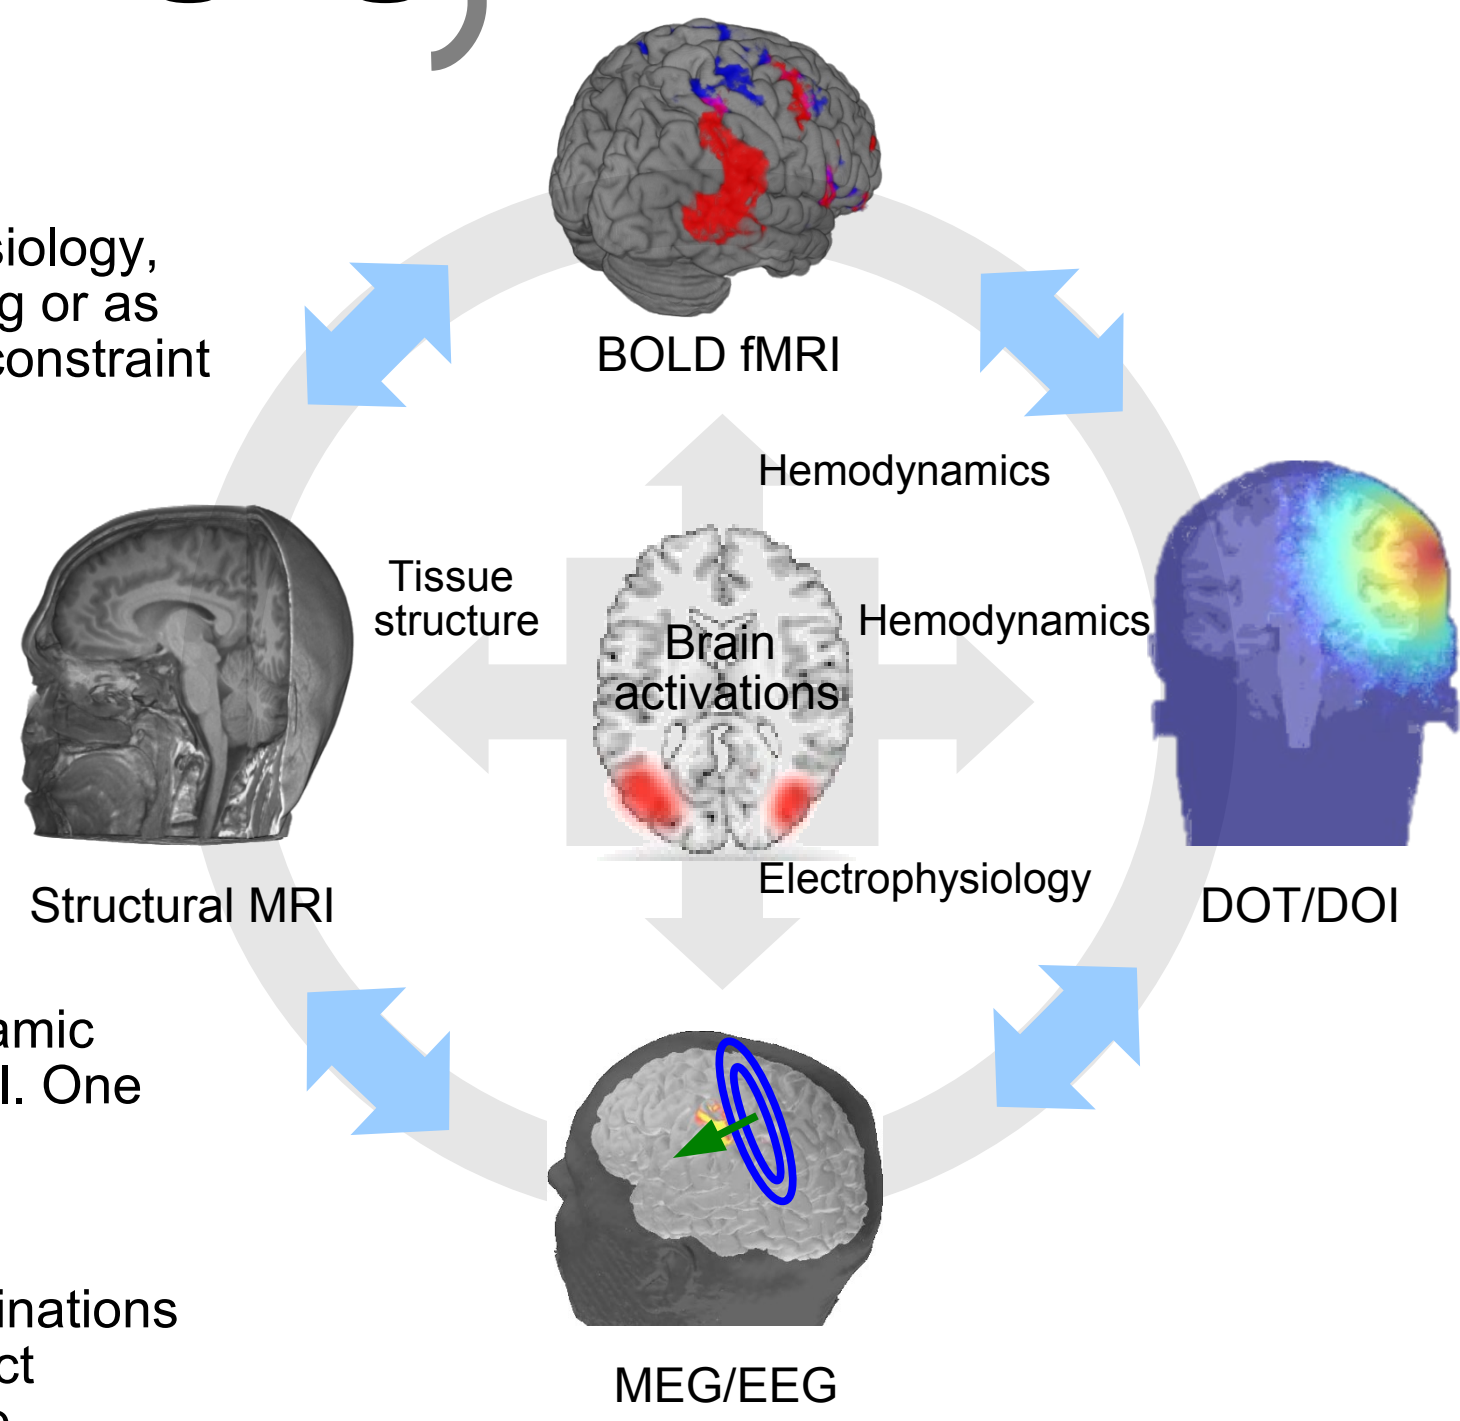 siology,
g or as
constraint
BOLD fMRI
Hemodynamics
Tissue
structure
Brain
activations
Hemodynamics
Electrophysiology
Structural MRI
DOT/DOI
amic
I. One
inations
ct
MEG/EEG